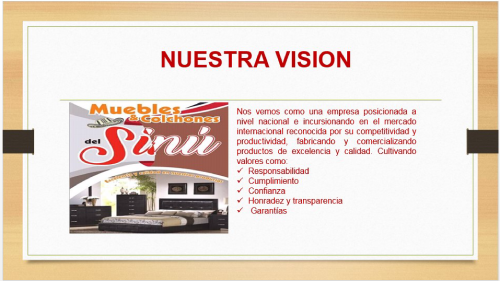 NUESTRA VISION
Muebles
& Colchones
del Sinú
Nos vemos como una empresa posicionada a
nivel nacional e incursionando en el mercado
internacional reconocida por su competitividad y
productividad, fabricando y comercializando
productos de excelencia y calidad. Cultivando
valores como:
✓ Responsabilidad
✓ Cumplimiento
✓ Confianza
✓ Honradez y transparencia
✓ Garantías